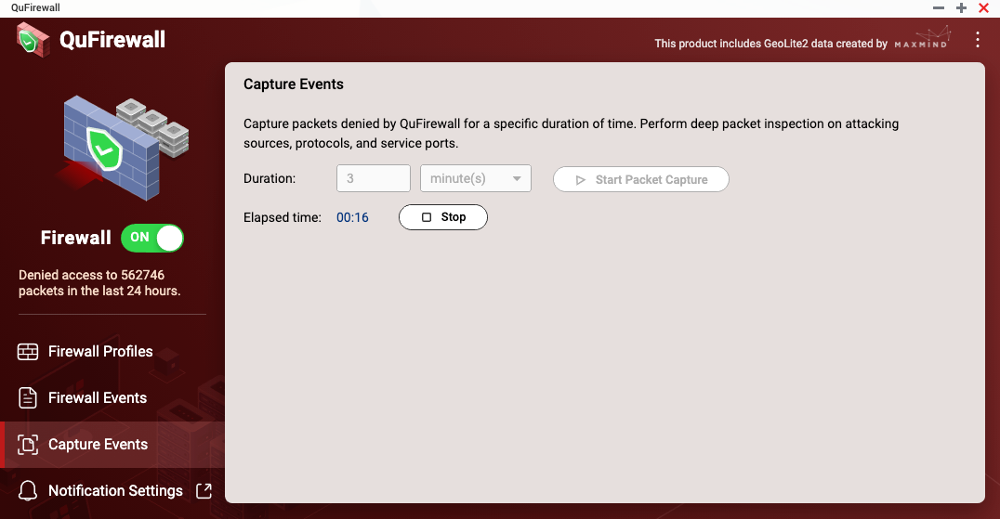 QuFirewall
QuFirewall
This product includes GeoLite2 data created by MAXMIND
Capture Events
Capture packets denied by QuFirewall for a specific duration of time. Perform deep packet inspection on attacking
sources, protocols, and service ports.
Duration: 3 minute(s) Start Packet Capture
Elapsed time: 00:16 Stop
Firewall ON
Denied access to 562746
packets in the last 24 hours.
Firewall Profiles
Firewall Events
Capture Events
Notification Settings